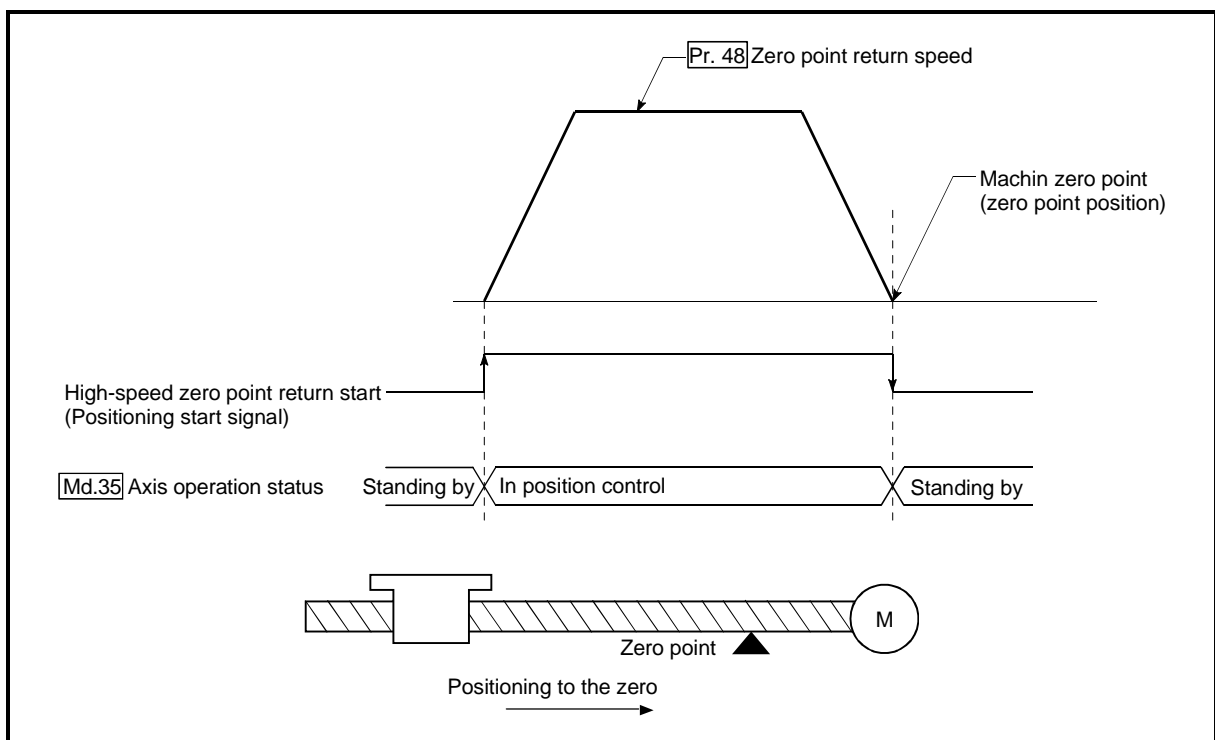 Pr. 48 Zero point return speed
Machin zero point
(zero point position)
High-speed zero point return start
(Positioning start signal)
Md.35 Axis operation status
Standing by
In position control
Standing by
M
Zero point
Positioning to the zero